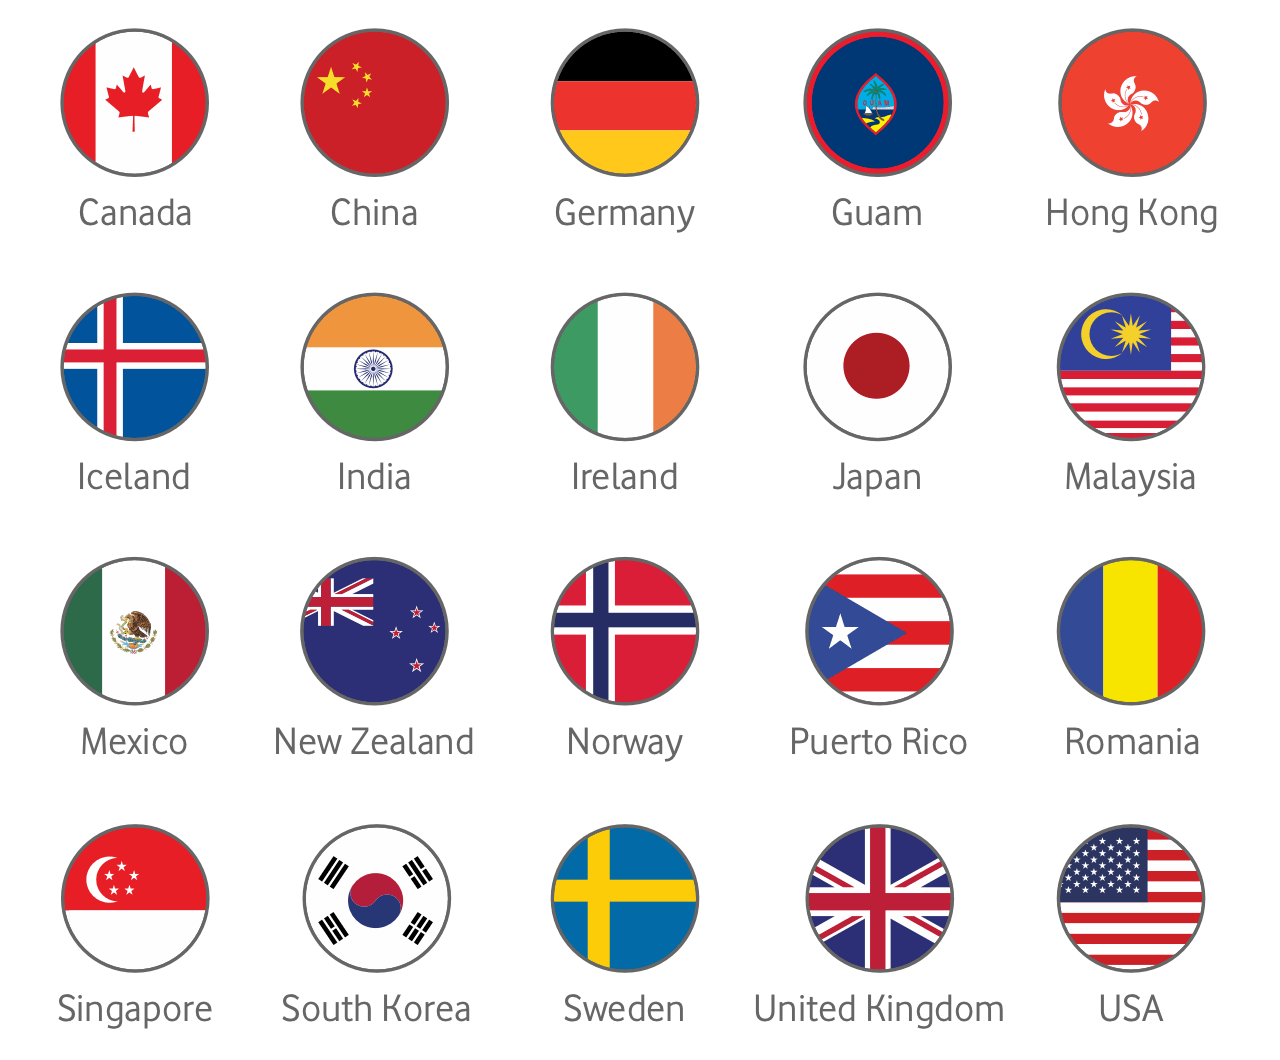 Canada
China
Germany
GUAM
Guam
Hong Kong
Iceland
India
Ireland
Japan
Malaysia
Mexico
New Zealand
Norway
Puerto Rico
Romania
Singapore
South Korea
Sweden
United Kingdom
USA